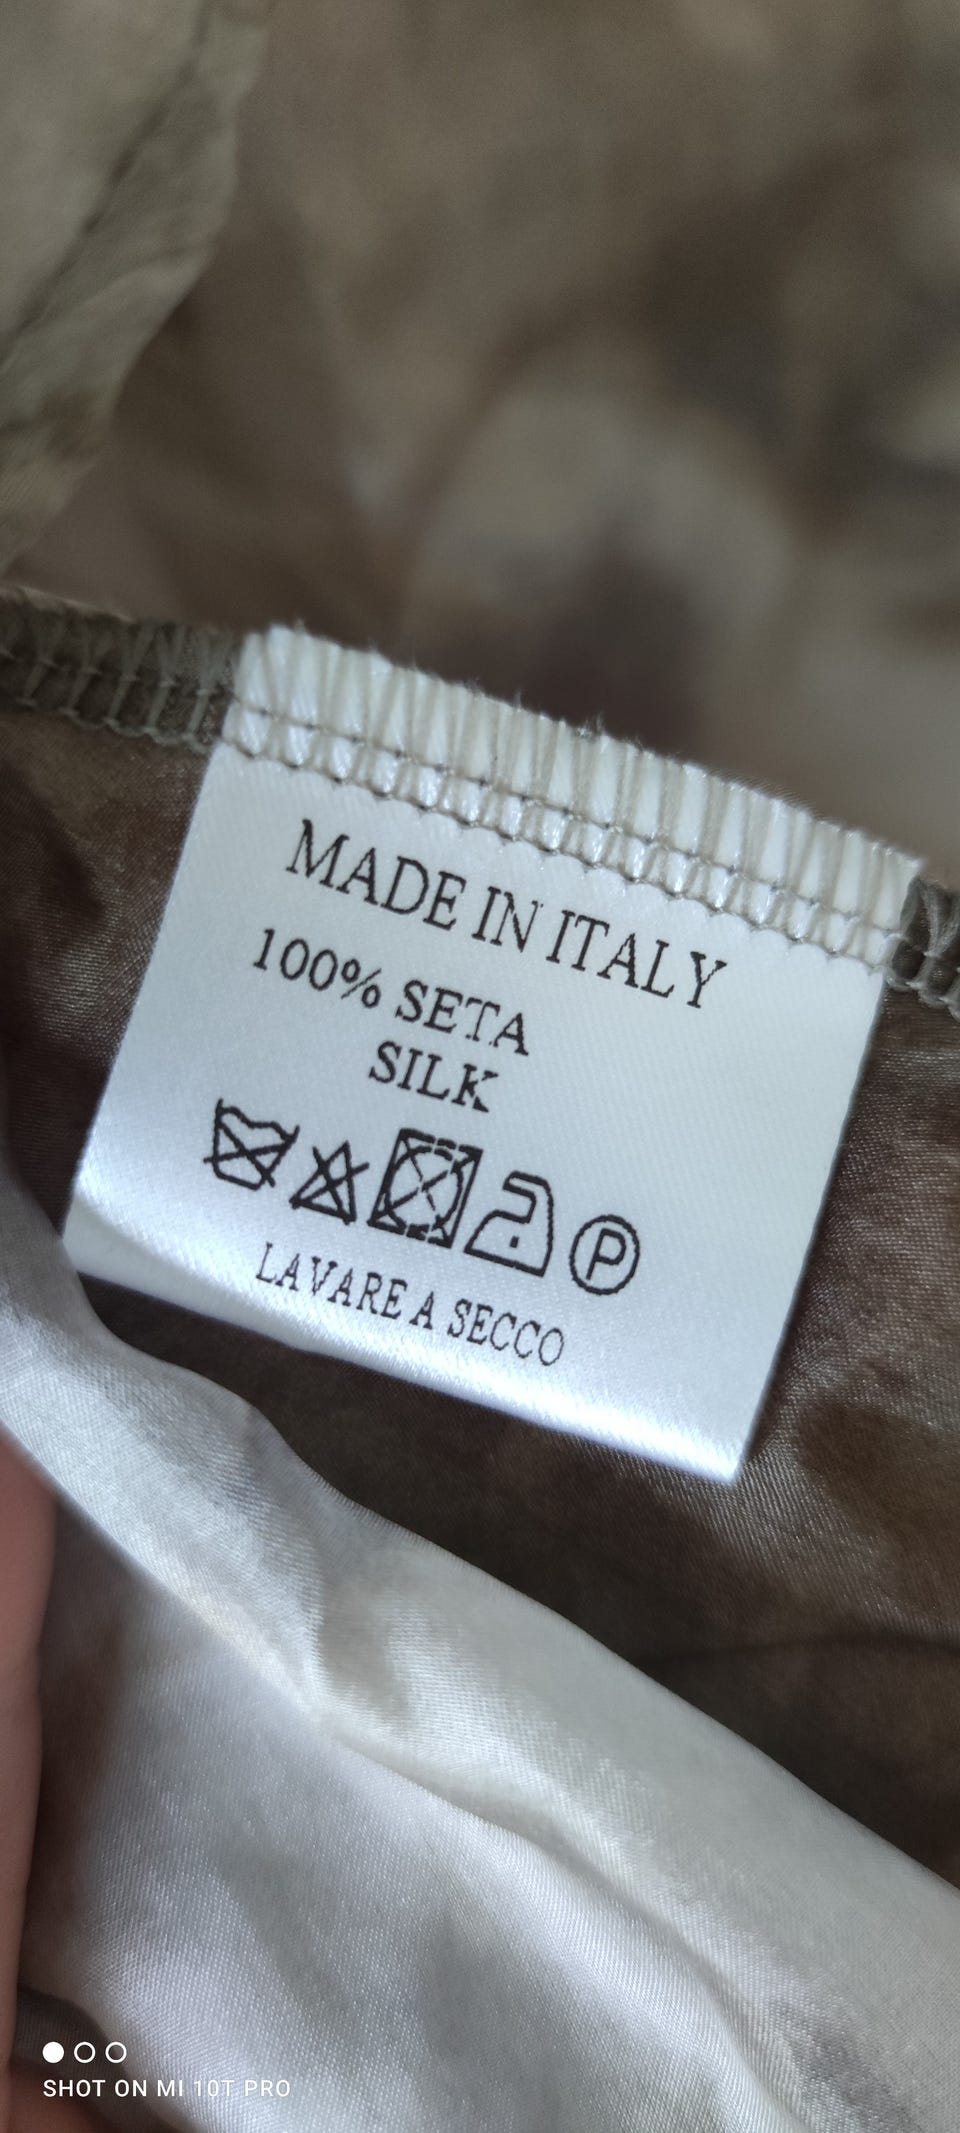 MADE IN ITALY
100% SETA
SILK
P
LAVARE A SECCO
SHOT ON MI 10T PRO